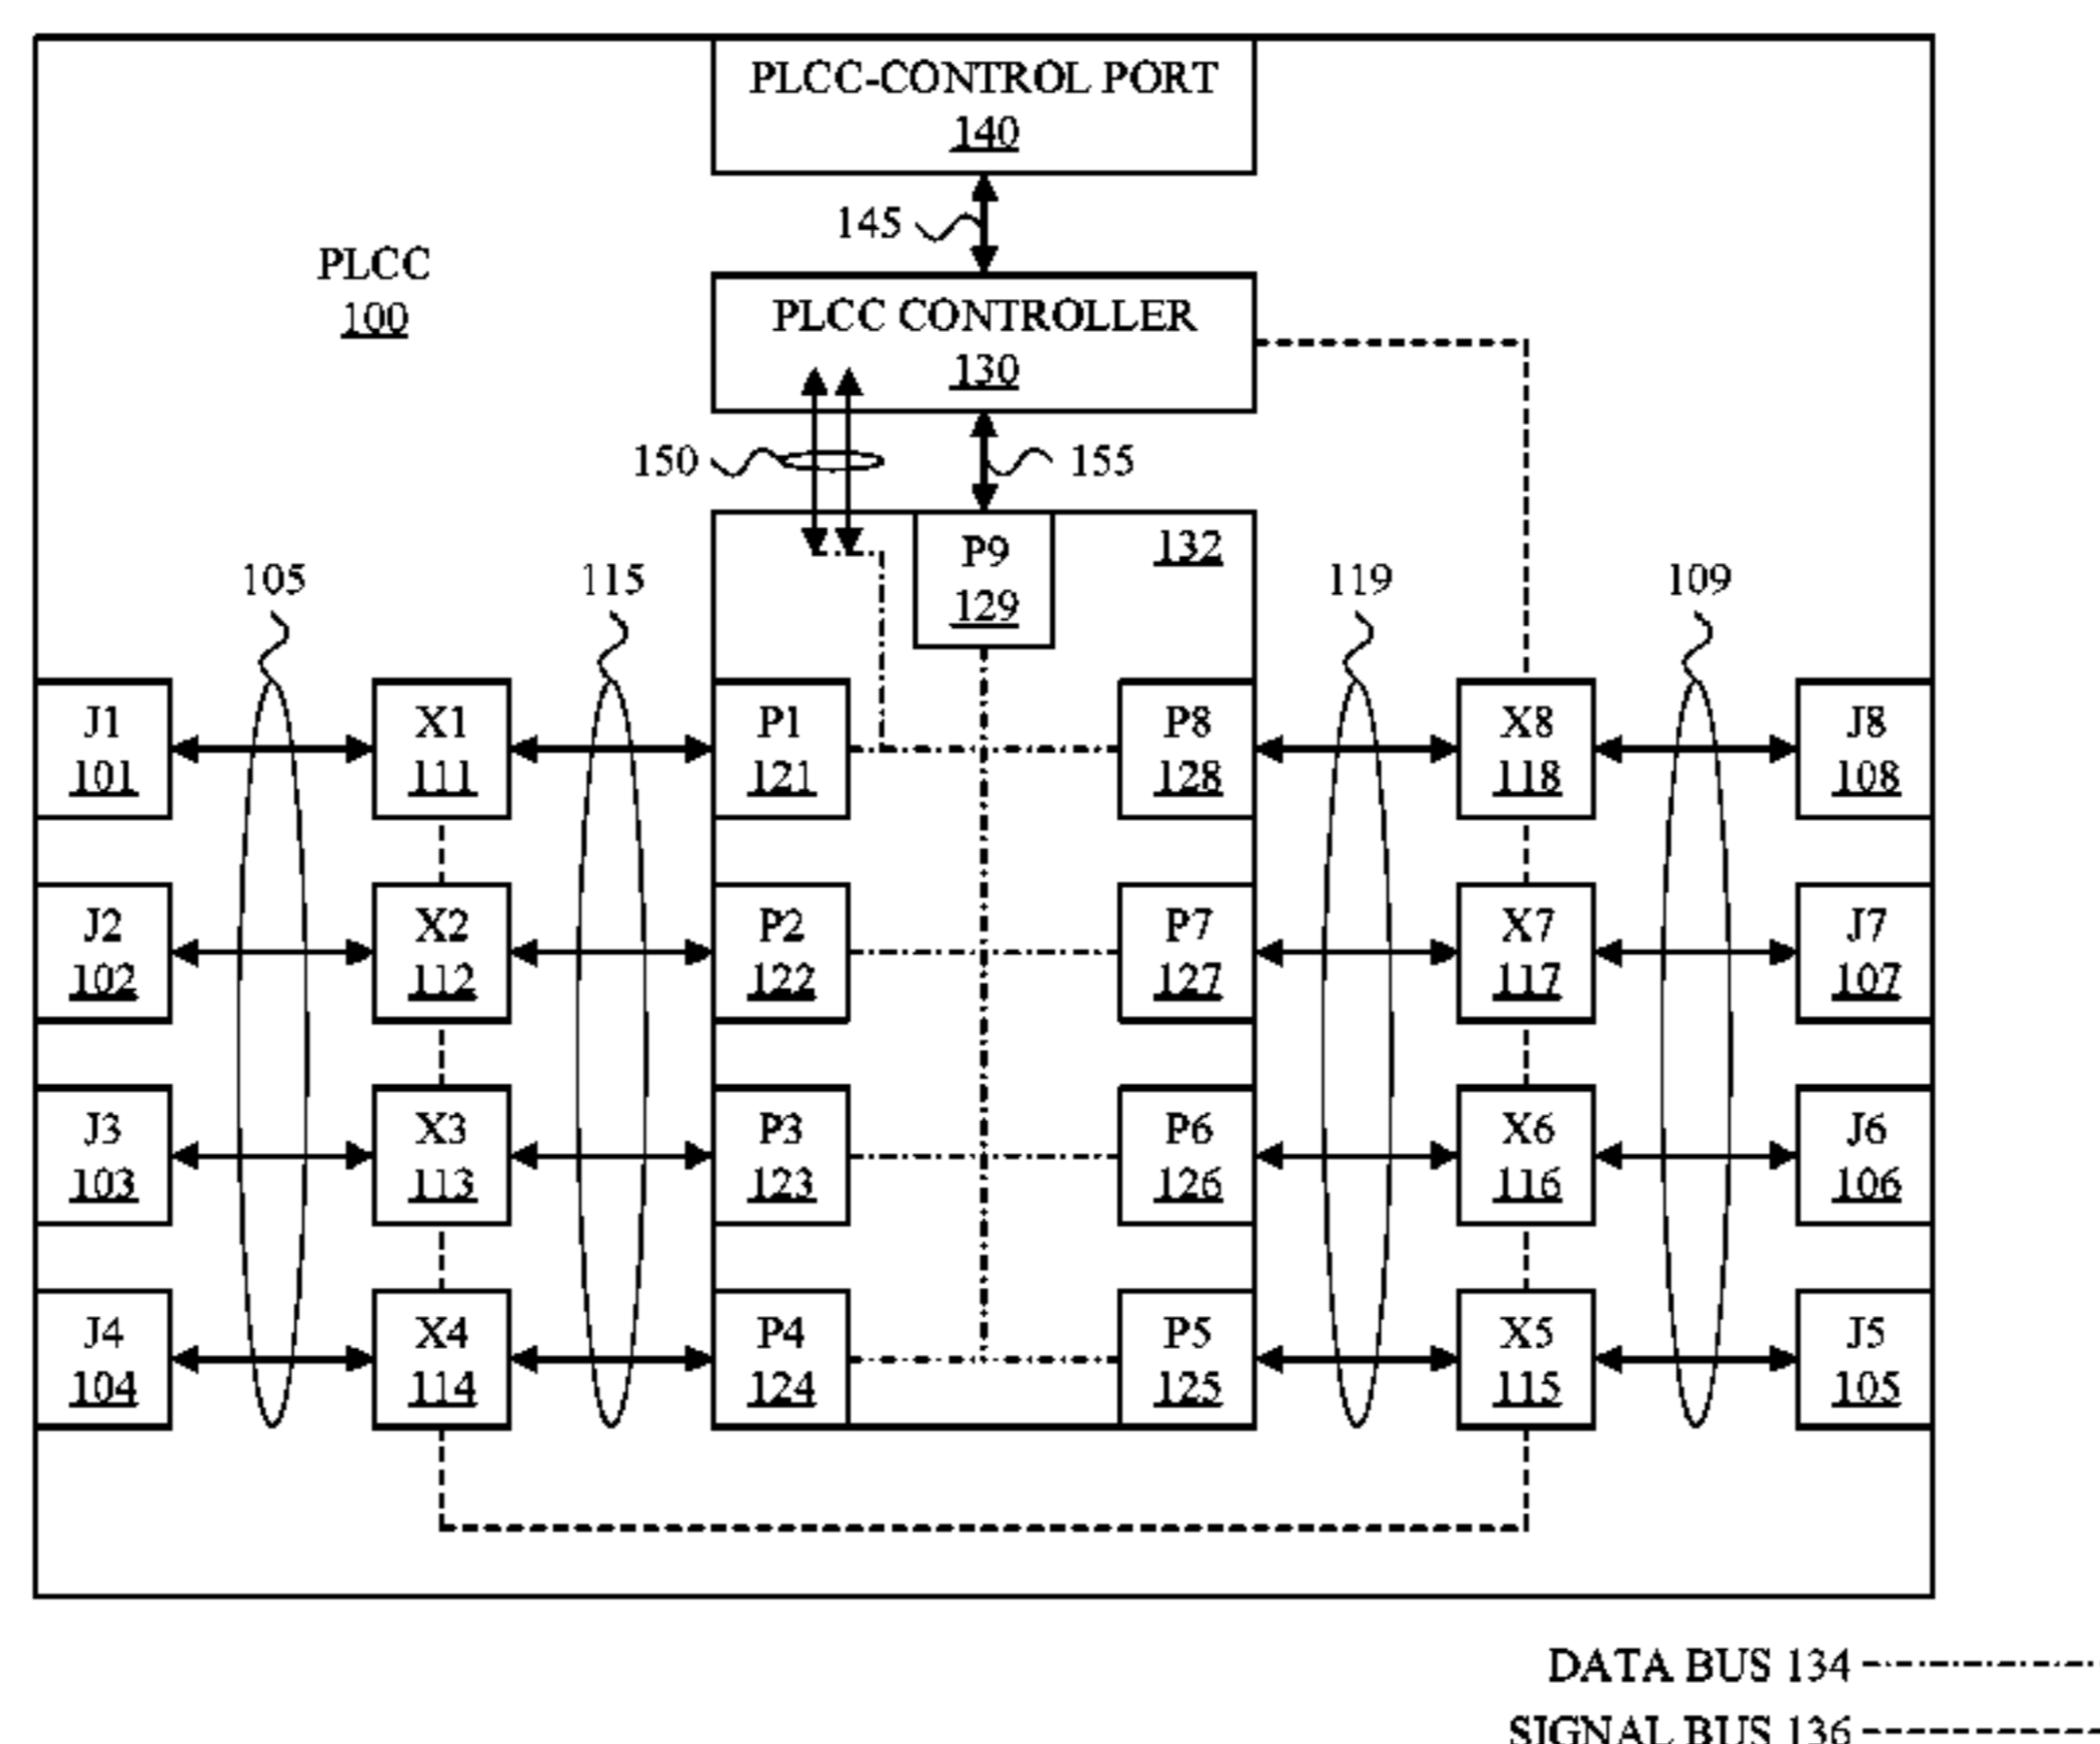 PLCC-CONTROL PORT
140
145
PLCC
100
PLCC CONTROLLER
130
150
155
P9
129
132
105
115
119
109
J1
101
X1
111
P1
121
P8
128
X8
118
J8
108
J2
102
X2
112
P2
122
P7
127
X7
117
J7
107
J3
103
X3
113
P3
123
P6
126
X6
116
J6
106
J4
104
X4
114
P4
124
P5
125
X5
115
J5
105
DATA BUS 134
SIGNAL BUS 136